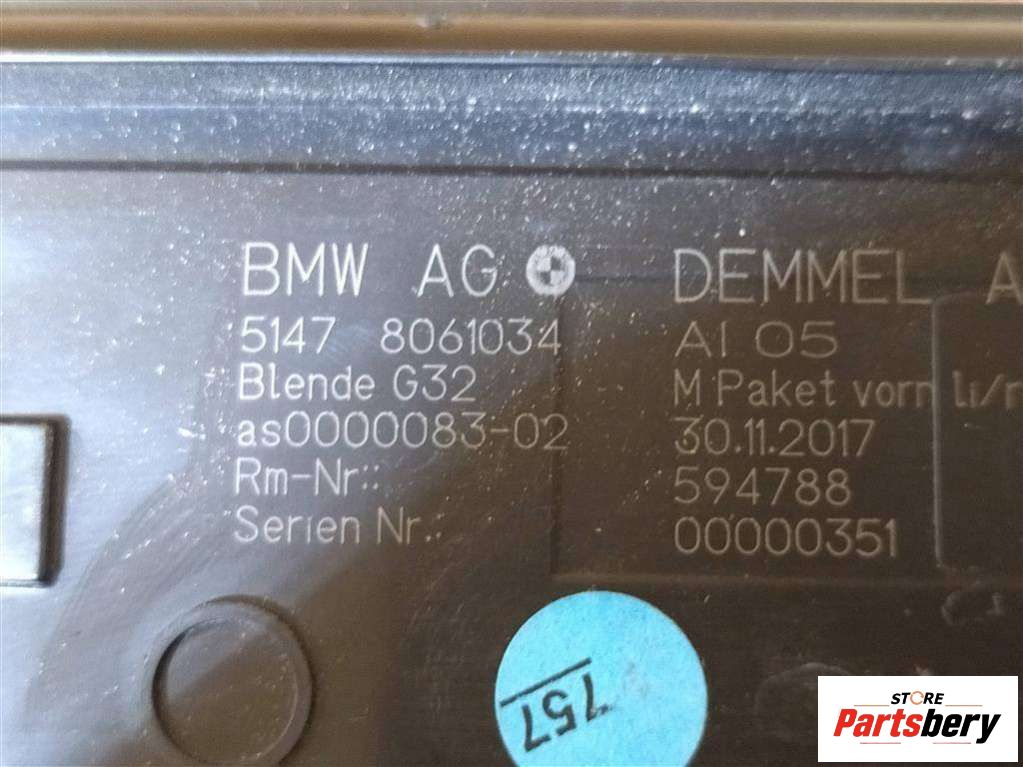 BMW AG
DEMMEL A
5147 8061034
AI 05
Blende G32
M Paket vorn li/r
as0000083-02
30.11.2017
Rm-Nr::
594788
Serien Nr.:
00000351
757
STORE
Partsbery